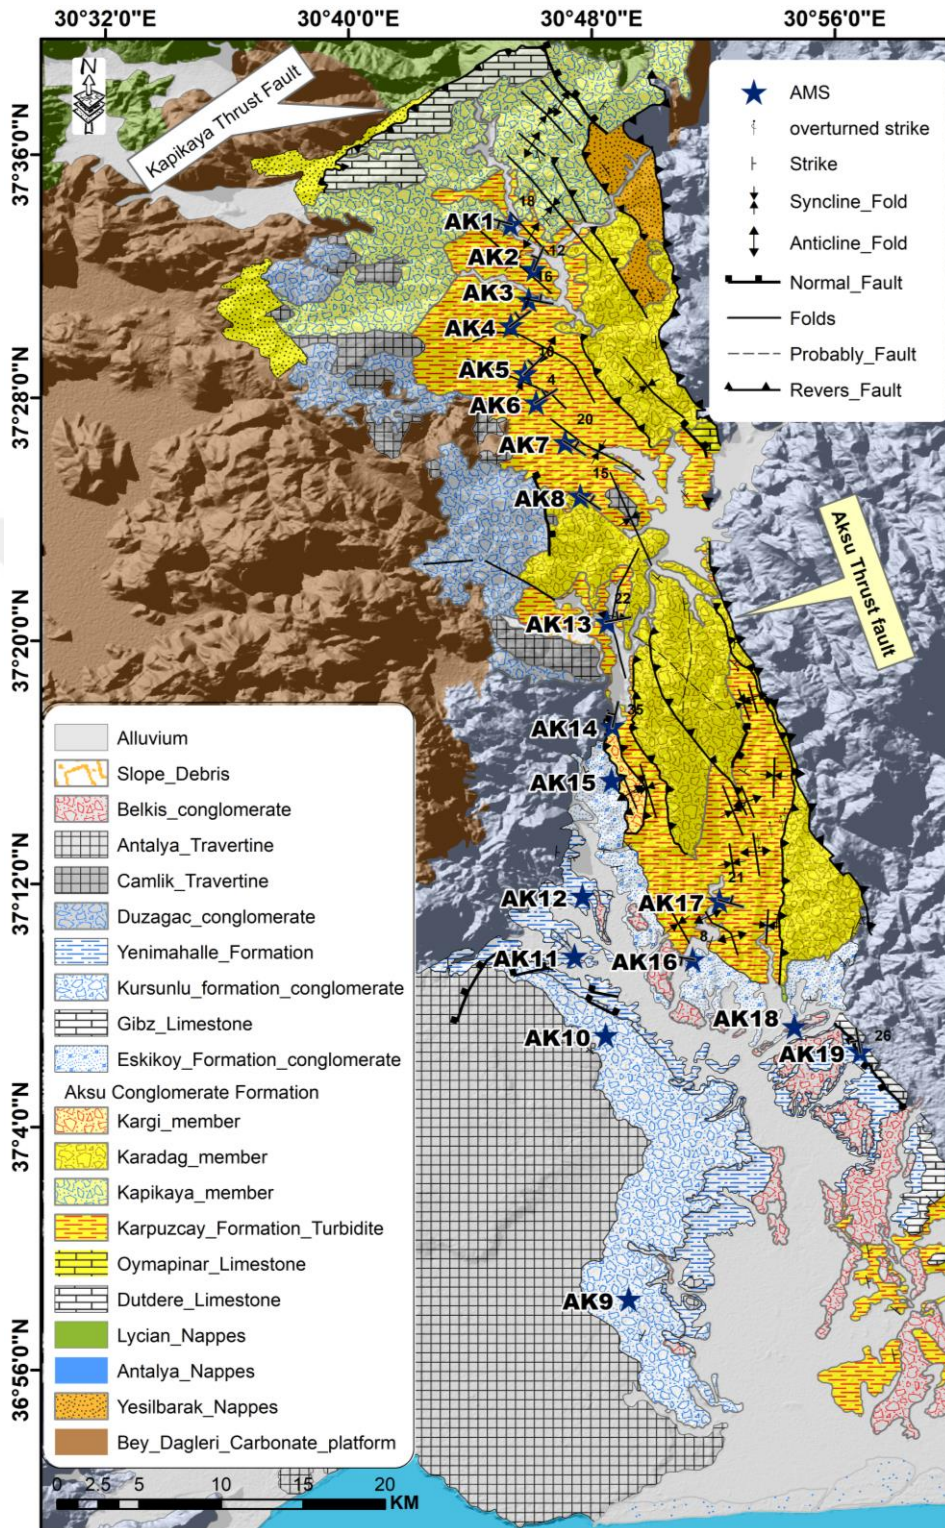 30°32'0"E
30°40'0"E
30°48'0"E
30°56'0"E
N
Kapikaya Thrust Fault
AMS
overturned strike
Strike
Syncline_Fold
Anticline_Fold
Normal_Fault
Folds
Probably_Fault
Revers_Fault
37°36'0"N
37°28'0"N
37°20'0"N
37°12'0"N
37°4'0"N
36°56'0"N
18
AK1
12
AK2
16
AK3
AK4
AK5
4
AK6
20
AK7
15
AK8
Aksu Thrust fault
22
AK13
35
AK14
AK15
21
AK12
AK17
8
AK11
AK16
AK18
AK10
26
AK19
AK9
Alluvium
Slope_Debris
Belkis_conglomerate
Antalya_Travertine
Camlik_Travertine
Duzagac_conglomerate
Yenimahalle_Formation
Kursunlu_formation_conglomerate
Gibz_Limestone
Eskikoy_Formation_conglomerate
Aksu Conglomerate Formation
Kargi_member
Karadag_member
Kapikaya_member
Karpuzcay_Formation_Turbidite
Oymapinar_Limestone
Dutdere_Limestone
Lycian_Nappes
Antalya_Nappes
Yesilbarak_Nappes
Bey_Dagleri_Carbonate_platform
0 2.5 5 10 15 20
KM